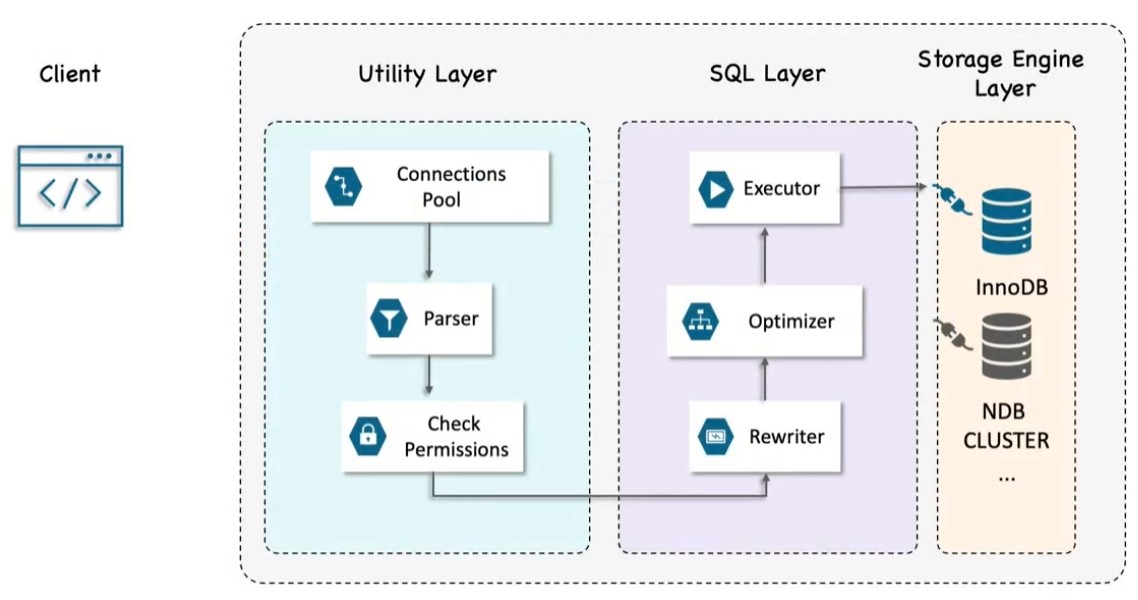 Client
Utility Layer
SQL Layer
Storage Engine
Layer
Connections
Pool
Parser
Check
Permissions
Executor
Optimizer
Rewriter
InnoDB
NDB
CLUSTER
...